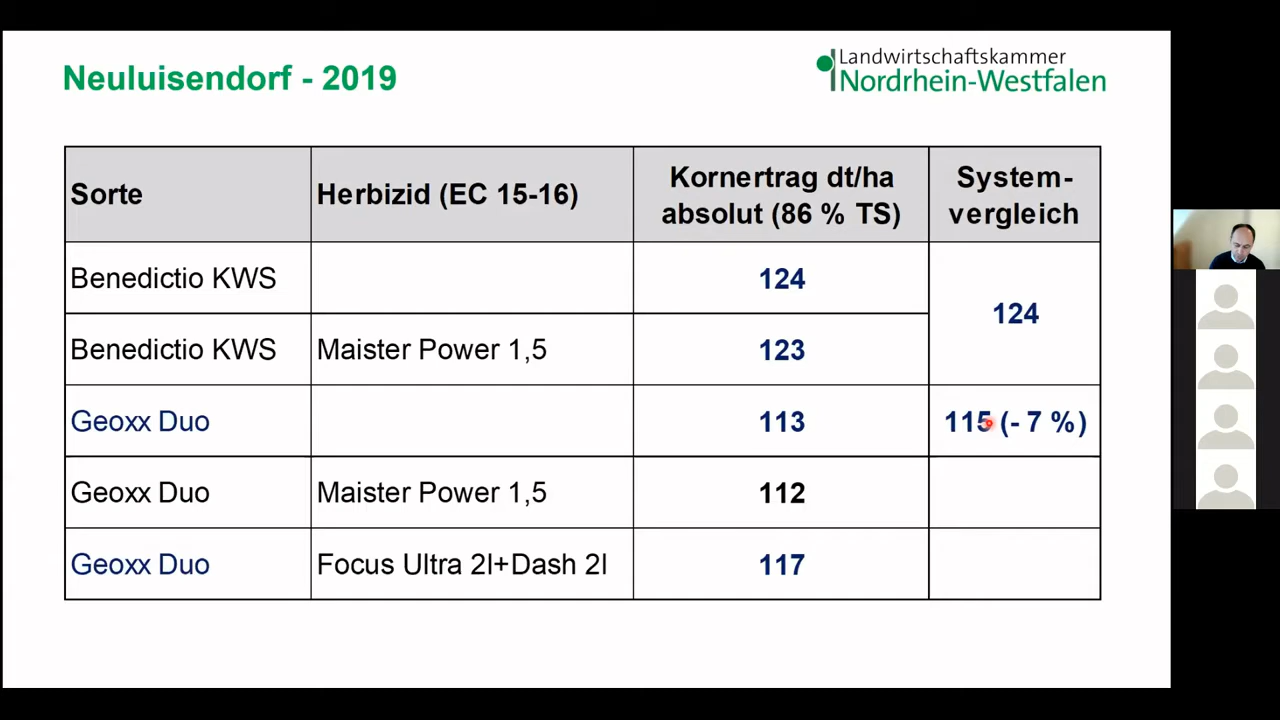 Neuluisendorf - 2019
Landwirtschaftskammer
Nordrhein-Westfalen
Sorte
Herbizid (EC 15-16)
Kornertrag dt/ha
absolut (86 % TS)
System-
vergleich
Benedictio KWS
124
124
Benedictio KWS
Maister Power 1,5
123
Geoxx Duo
113
115 (- 7 %)
Geoxx Duo
Maister Power 1,5
112
Geoxx Duo
Focus Ultra 2l+Dash 2l
117